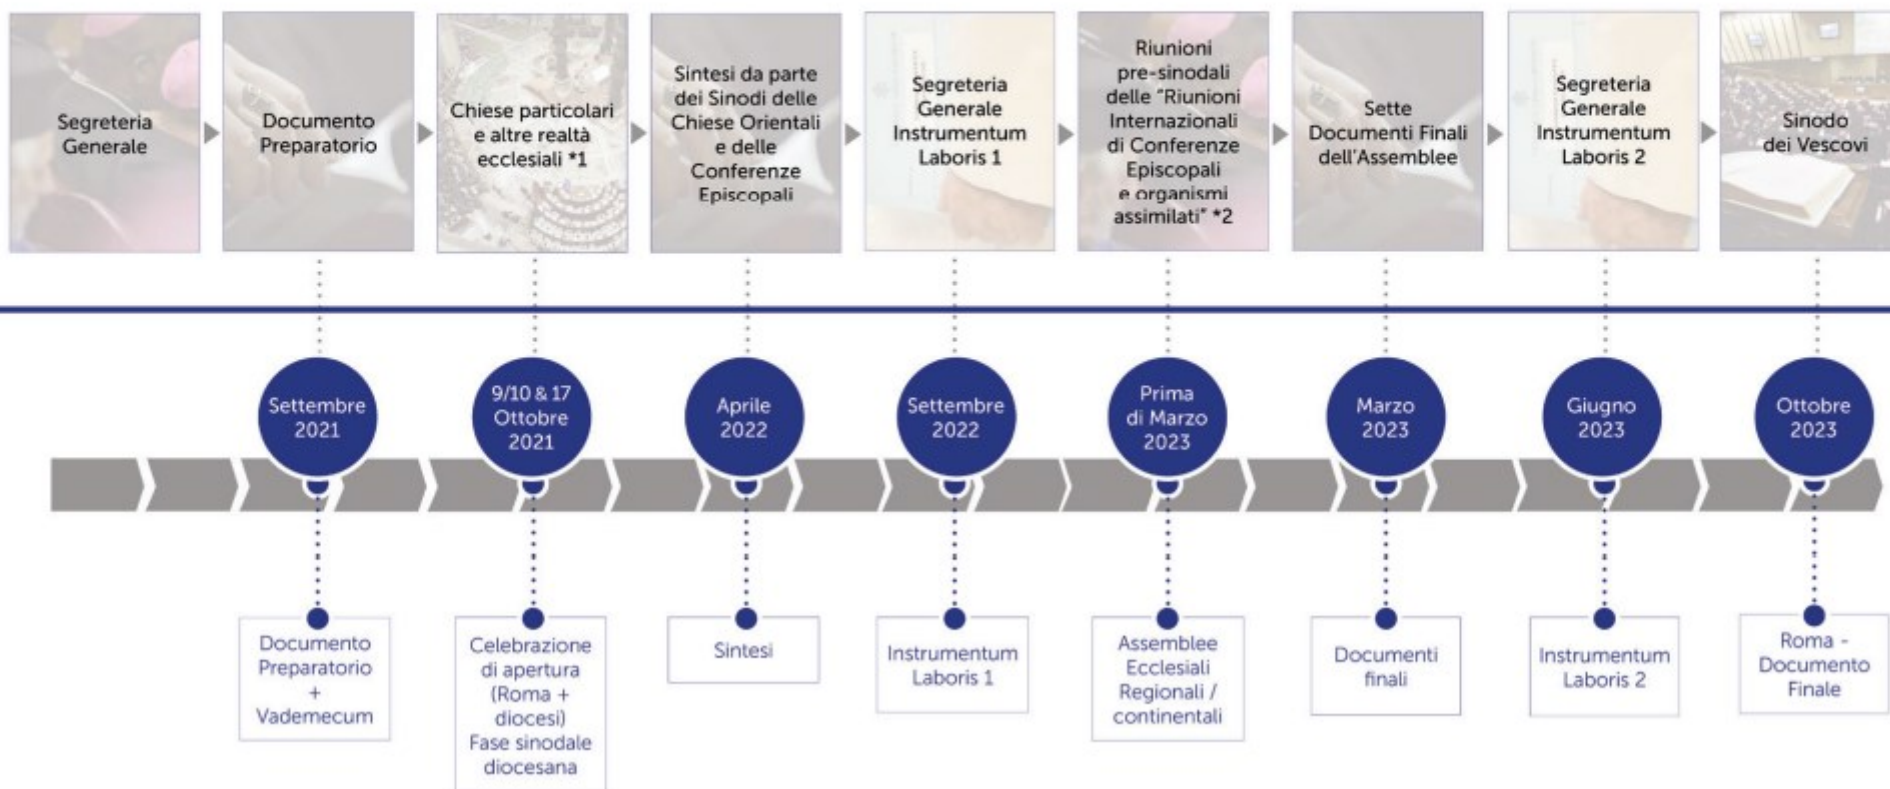 Segreteria
Generale
Documento
Preparatorio
Chiese particolari
e altre realtà
ecclesiali *1
Sintesi da parte
dei Sinodi delle
Chiese Orientali
e delle
Conferenze
Episcopali
Segreteria
Generale
Instrumentum
Laboris 1
Riunioni
pre-sinodali
delle "Riunioni
Internazionali
di Conferenze
Episcopali
e organismi
assimilati" *2
Sette
Documenti Finali
dell'Assemblee
Segreteria
Generale
Instrumentum
Laboris 2
Sinodo
dei Vescovi
Settembre
2021
9/10 & 17
Ottobre
2021
Aprile
2022
Settembre
2022
Prima
di Marzo
2023
Marzo
2023
Giugno
2023
Ottobre
2023
Documento
Preparatorio
+
Vademecum
Celebrazione
di apertura
(Roma +
diocesi)
Fase sinodale
diocesana
Sintesi
Instrumentum
Laboris 1
Assemblee
Ecclesiali
Regionali /
continentali
Documenti
finali
Instrumentum
Laboris 2
Roma -
Documento
Finale